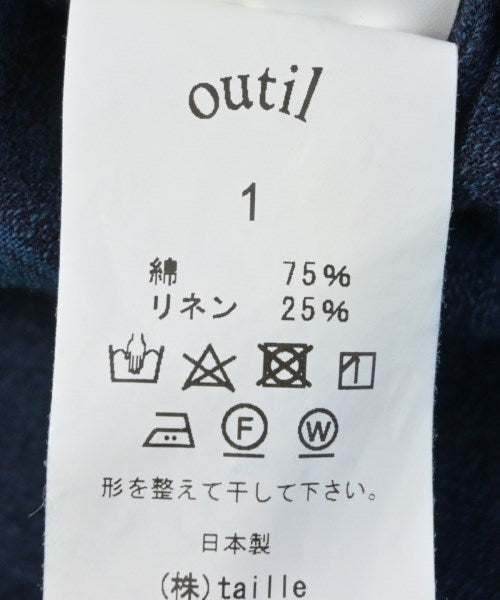 outil
1
綿 75%
リネン 25%
F W
形を整えて干して下さい。
日本製
(株)taille